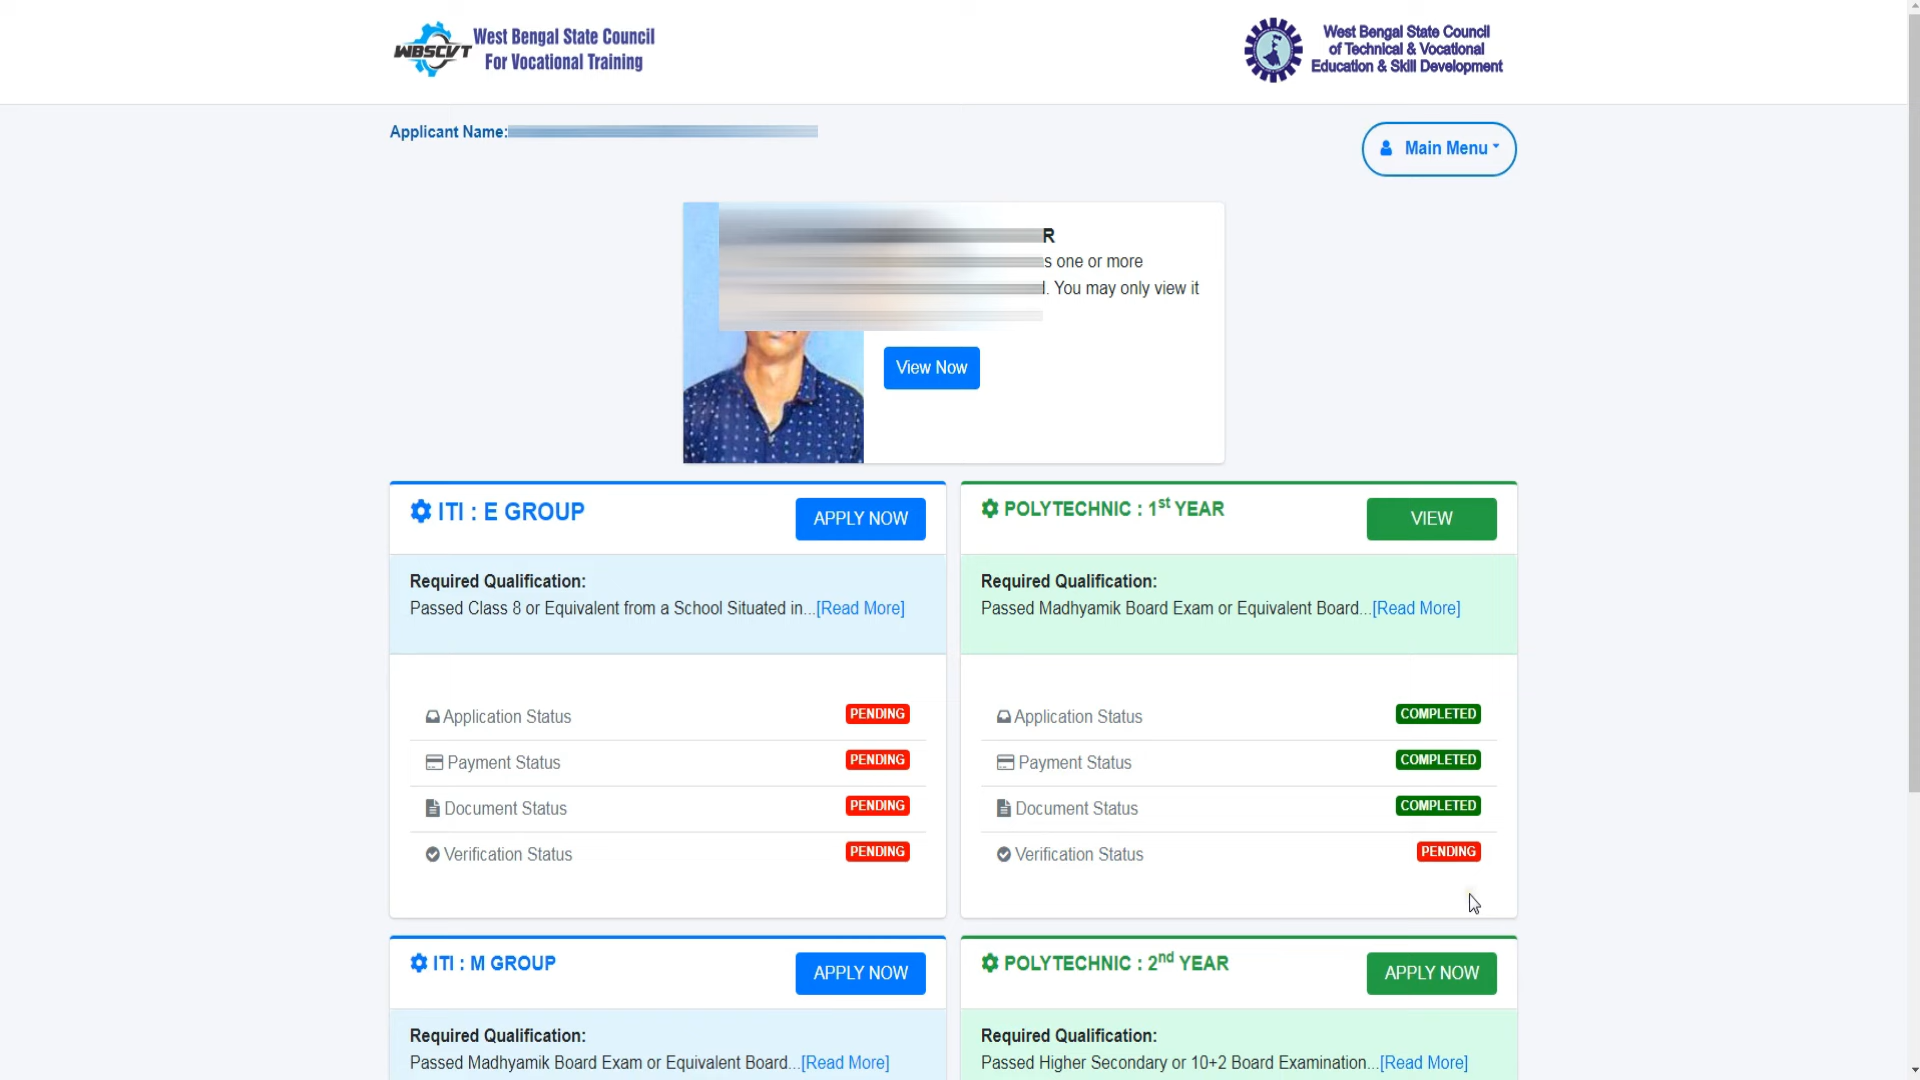 WBSCVT
West Bengal State Council
For Vocational Training
West Bengal State Council
of Technical & Vocational
Education & Skill Development
Applicant Name:
Main Menu
R
s one or more
. You may only view it
View Now
ITI : E GROUP
APPLY NOW
Required Qualification:
Passed Class 8 or Equivalent from a School Situated in...[Read More]
Application Status PENDING
Payment Status PENDING
Document Status PENDING
Verification Status PENDING
POLYTECHNIC : 1st YEAR
VIEW
Required Qualification:
Passed Madhyamik Board Exam or Equivalent Board...[Read More]
Application Status COMPLETED
Payment Status COMPLETED
Document Status COMPLETED
Verification Status PENDING
ITI : M GROUP
APPLY NOW
Required Qualification:
Passed Madhyamik Board Exam or Equivalent Board...[Read More]
POLYTECHNIC : 2nd YEAR
APPLY NOW
Required Qualification:
Passed Higher Secondary or 10+2 Board Examination...[Read More]